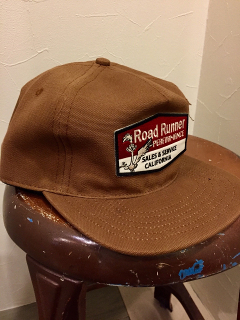 Road Runner
PERFORMANCE
SALES & SERVICE
CALIFORNIA